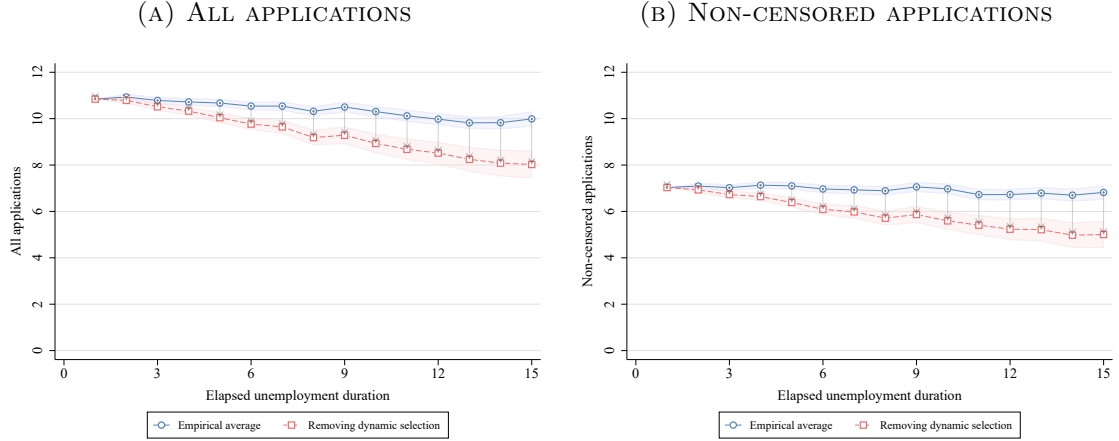 (A) ALL APPLICATIONS
12
10
8
6
4
2
0
All applications
0 3 6 9 12 15
Elapsed unemployment duration
Empirical average Removing dynamic selection
(B) NON-CENSORED APPLICATIONS
12
10
8
6
4
2
0
Non-censored applications
0 3 6 9 12 15
Elapsed unemployment duration
Empirical average Removing dynamic selection